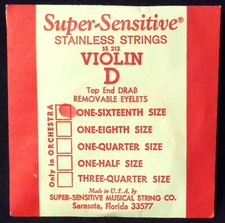 Super-Sensitive®
STAINLESS STRINGS
SS 212
VIOLIN
D
Top End DRAB
REMOVABLE EYELETS
Only in ORCHESTRA
ONE-SIXTEENTH SIZE
ONE-EIGHTH SIZE
ONE-QUARTER SIZE
ONE-HALF SIZE
THREE-QUARTER SIZE
Made in U.S.A. by
SUPER-SENSITIVE MUSICAL STRING CO.
Sarasota, Florida 33577